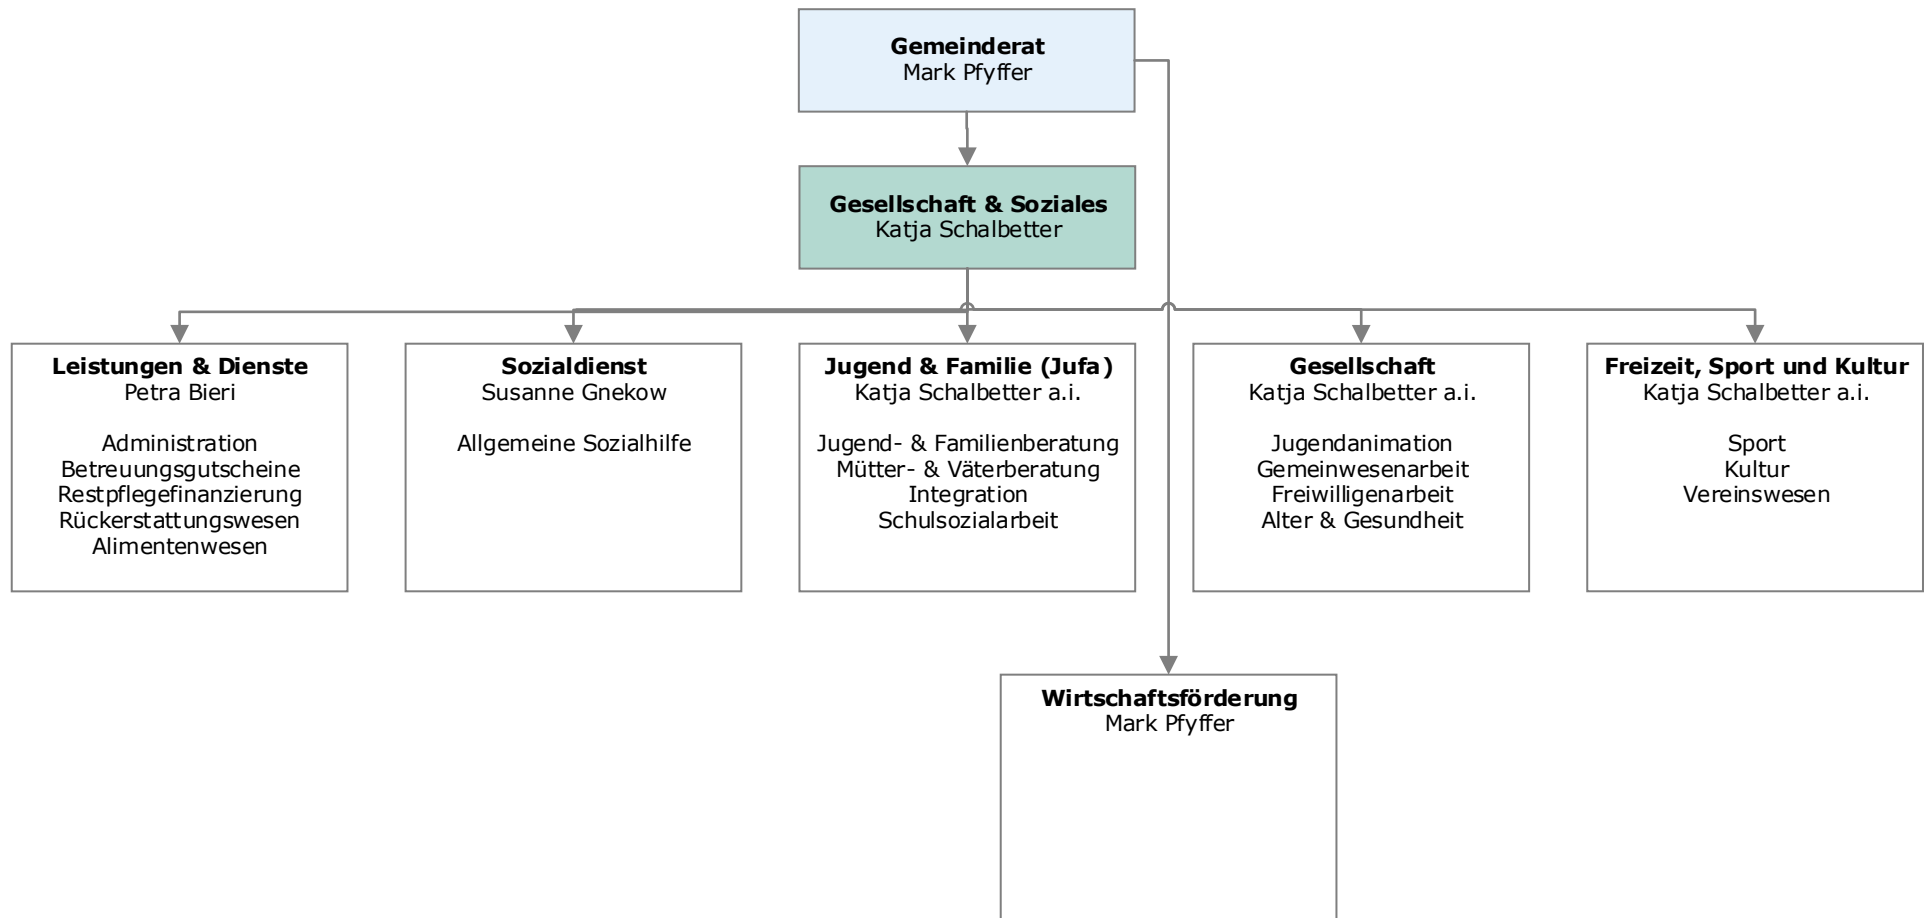 Gemeinderat
Mark Pfyffer
Gesellschaft & Soziales
Katja Schalbetter
Leistungen & Dienste
Petra Bieri
Administration
Betreuungsgutscheine
Restpflegefinanzierung
Rückerstattungswesen
Alimentenwesen
Sozialdienst
Susanne Gnekow
Allgemeine Sozialhilfe
Jugend & Familie (Jufa)
Katja Schalbetter a.i.
Jugend- & Familienberatung
Mütter- & Väterberatung
Integration
Schulsozialarbeit
Gesellschaft
Katja Schalbetter a.i.
Jugendanimation
Gemeinwesenarbeit
Freiwilligenarbeit
Alter & Gesundheit
Freizeit, Sport und Kultur
Katja Schalbetter a.i.
Sport
Kultur
Vereinswesen
Wirtschaftsförderung
Mark Pfyffer